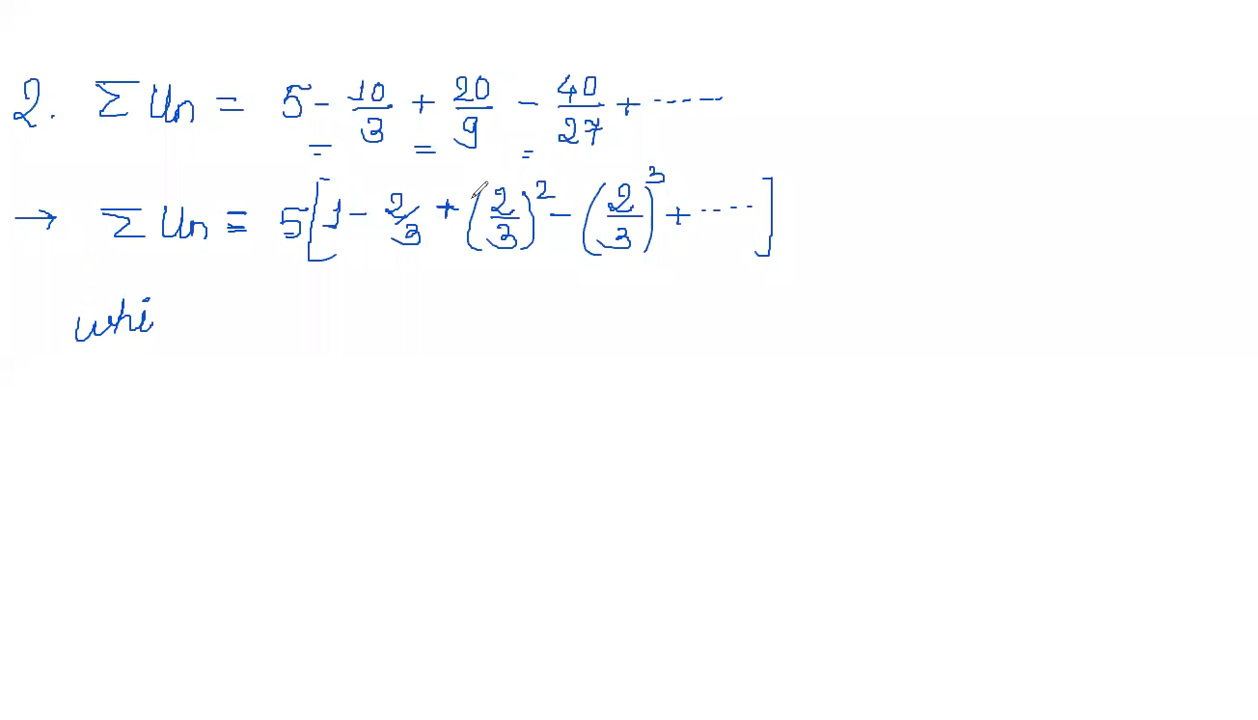 2. Σ Un = 5 - 10/3 + 20/9 - 40/27 + -----
→ Σ Un = 5[1 - 2/3 + (2/3)^2 - (2/3)^3 + ----]
whi